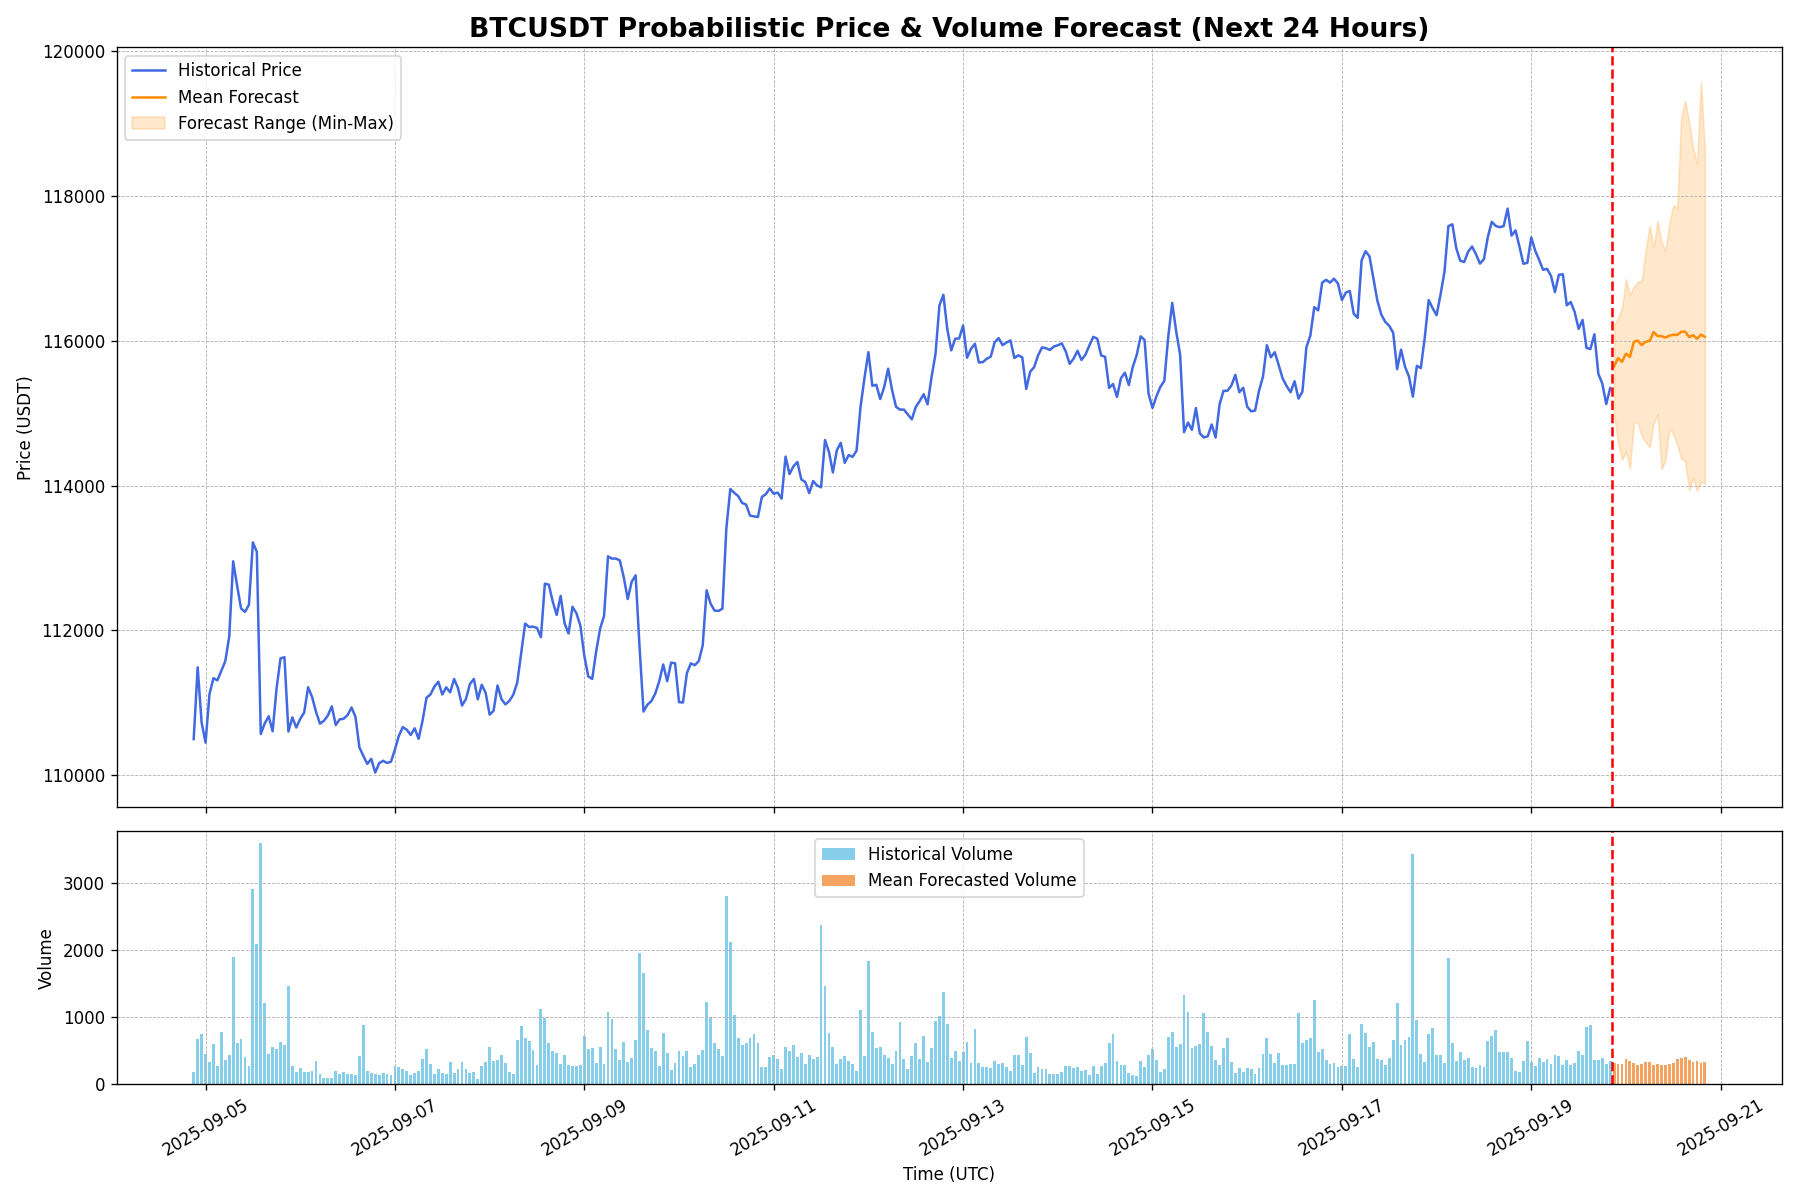 BTCUSDT Probabilistic Price & Volume Forecast (Next 24 Hours)
Historical Price
Mean Forecast
Forecast Range (Min-Max)
Price (USDT)
120000
118000
116000
114000
112000
110000
Historical Volume
Mean Forecasted Volume
Volume
3000
2000
1000
0
2025-09-05
2025-09-07
2025-09-09
2025-09-11
2025-09-13
2025-09-15
2025-09-17
2025-09-19
2025-09-21
Time (UTC)